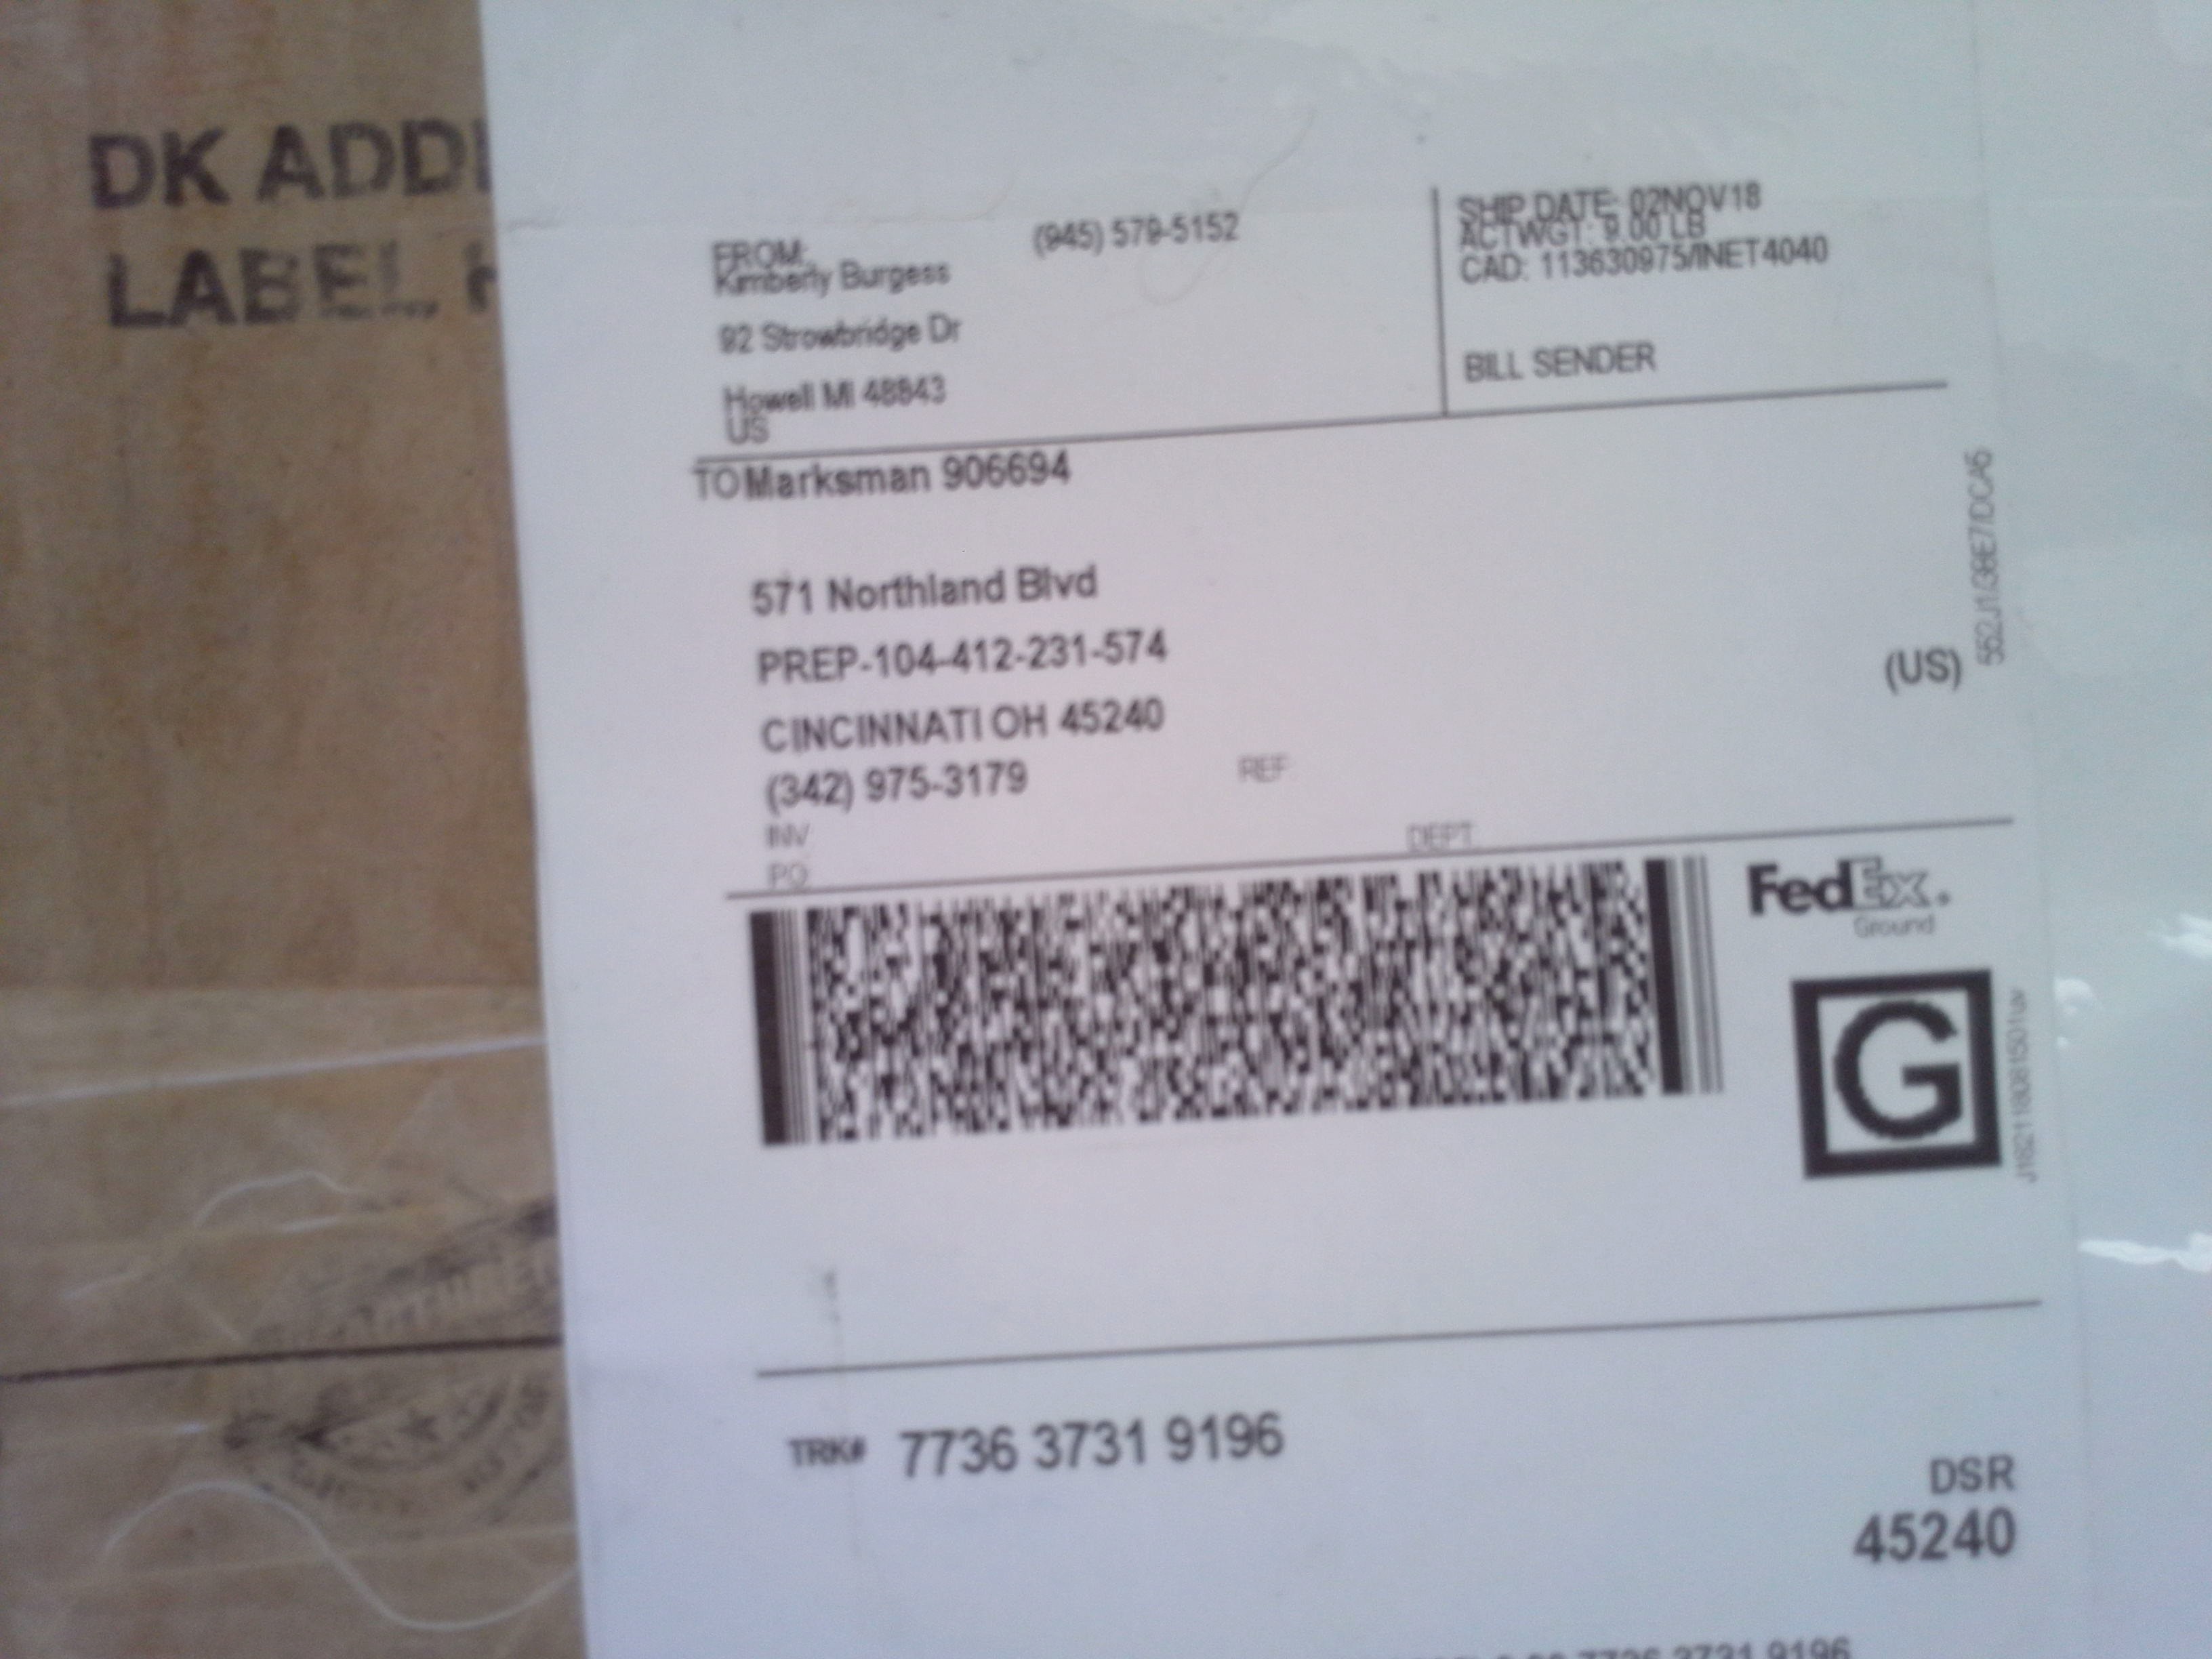 DK ADD
LABEL
FROM:
Kimberly Burgess
(945) 579-5152
92 Strowbridge Dr
Howell MI 48843
US
SHIP DATE: 02NOV18
ACTWGT: 9.00 LB
CAD: 113630975/INET4040
BILL SENDER
TO Marksman 906694
571 Northland Blvd
PREP-104-412-231-574
CINCINNATI OH 45240
(342) 975-3179
REF:
INV
PO
DEPT
(US)
FedEx
Ground
G
TRK# 7736 3731 9196
DSR
45240
7736 3731 9196